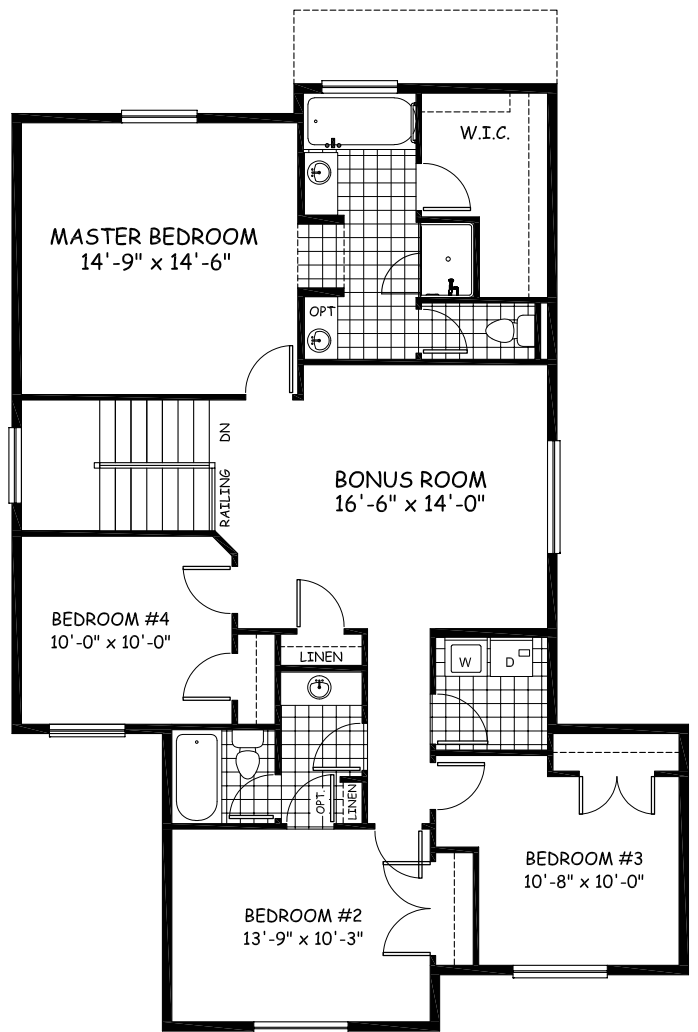 W.I.C.
MASTER BEDROOM
14'-9" x 14'-6"
OPT
DN
RAILING
BONUS ROOM
16'-6" x 14'-0"
BEDROOM #4
10'-0" x 10'-0"
LINEN
W
D
OPT.
LINEN
BEDROOM #3
10'-8" x 10'-0"
BEDROOM #2
13'-9" x 10'-3"